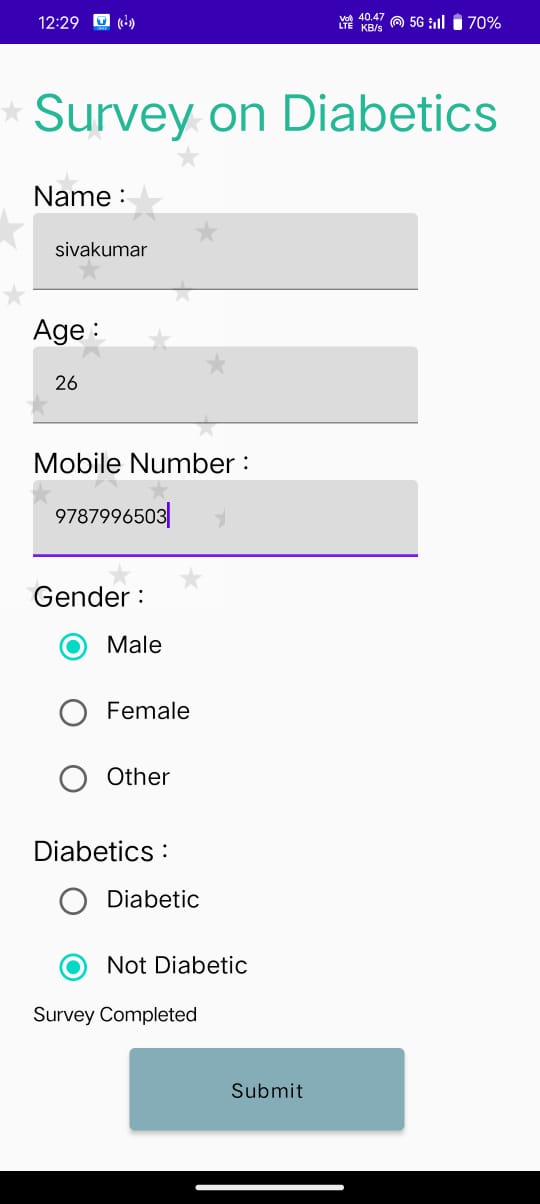 12:29 Vo) LTE 40.47 KB/s 5G 70%
Survey on Diabetics
Name :
sivakumar
Age :
26
Mobile Number :
9787996503
Gender :
Male
Female
Other
Diabetics :
Diabetic
Not Diabetic
Survey Completed
Submit